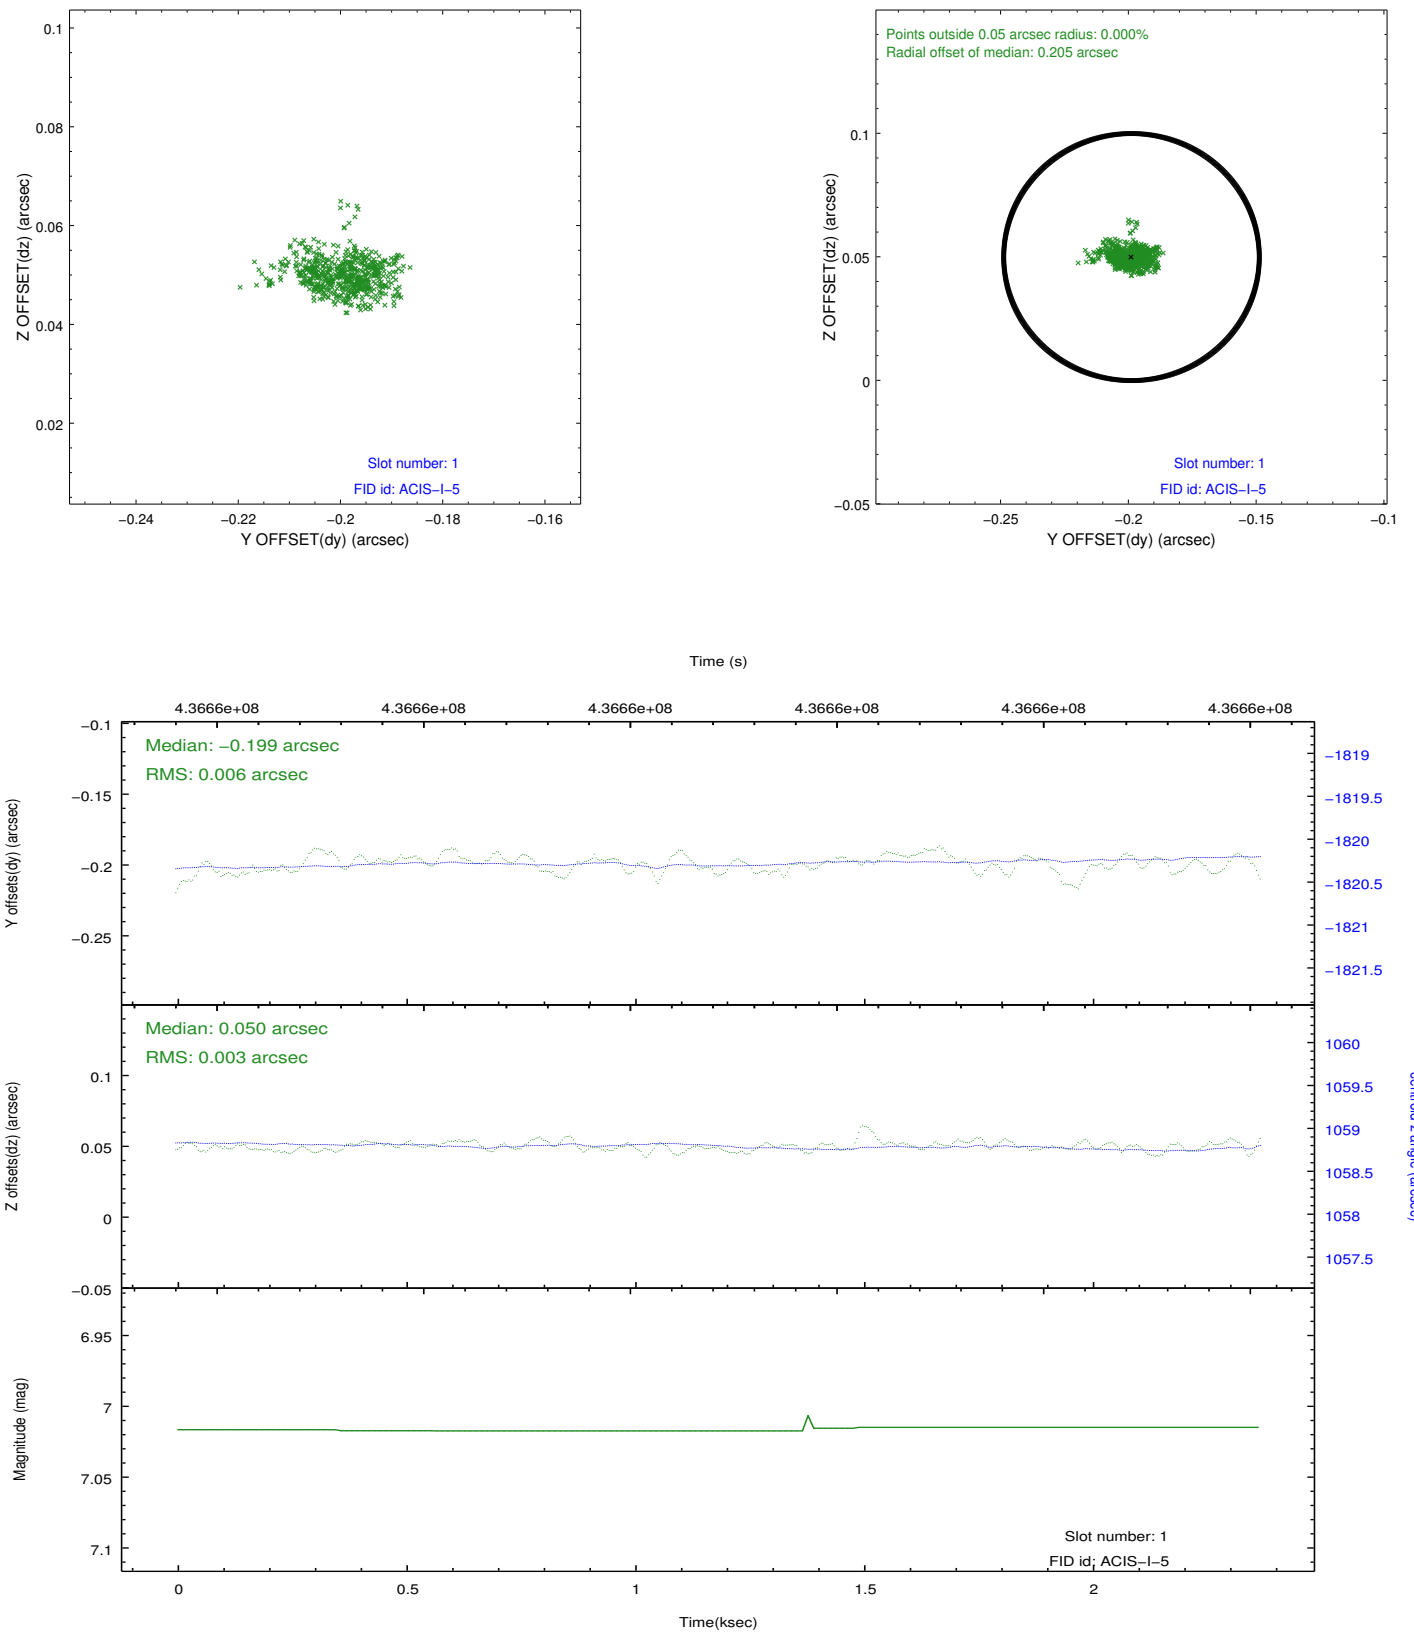 0.1
0.08
0.06
0.04
0.02
Z OFFSET(dz) (arcsec)
Slot number: 1
FID id: ACIS−I−5
−0.24 −0.22 −0.2 −0.18 −0.16
Y OFFSET(dy) (arcsec)
Points outside 0.05 arcsec radius: 0.000%
Radial offset of median: 0.205 arcsec
0.1
0.05
0
−0.05
Z OFFSET(dz) (arcsec)
Slot number: 1
FID id: ACIS−I−5
−0.25 −0.2 −0.15 −0.1
Y OFFSET(dy) (arcsec)
Time (s)
4.3666e+08 4.3666e+08 4.3666e+08 4.3666e+08 4.3666e+08 4.3666e+08
Median: −0.199 arcsec
RMS: 0.006 arcsec
−0.1
−0.15
−0.2
−0.25
Y offsets(dy) (arcsec)
−1819
−1819.5
−1820
−1820.5
−1821
−1821.5
Median: 0.050 arcsec
RMS: 0.003 arcsec
0.1
0.05
0
−0.05
Z offsets(dz) (arcsec)
1060
1059.5
1059
1058.5
1058
1057.5
6.95
7
7.05
7.1
Magnitude (mag)
Slot number: 1
FID id: ACIS−I−5
0 0.5 1 1.5 2
Time(ksec)